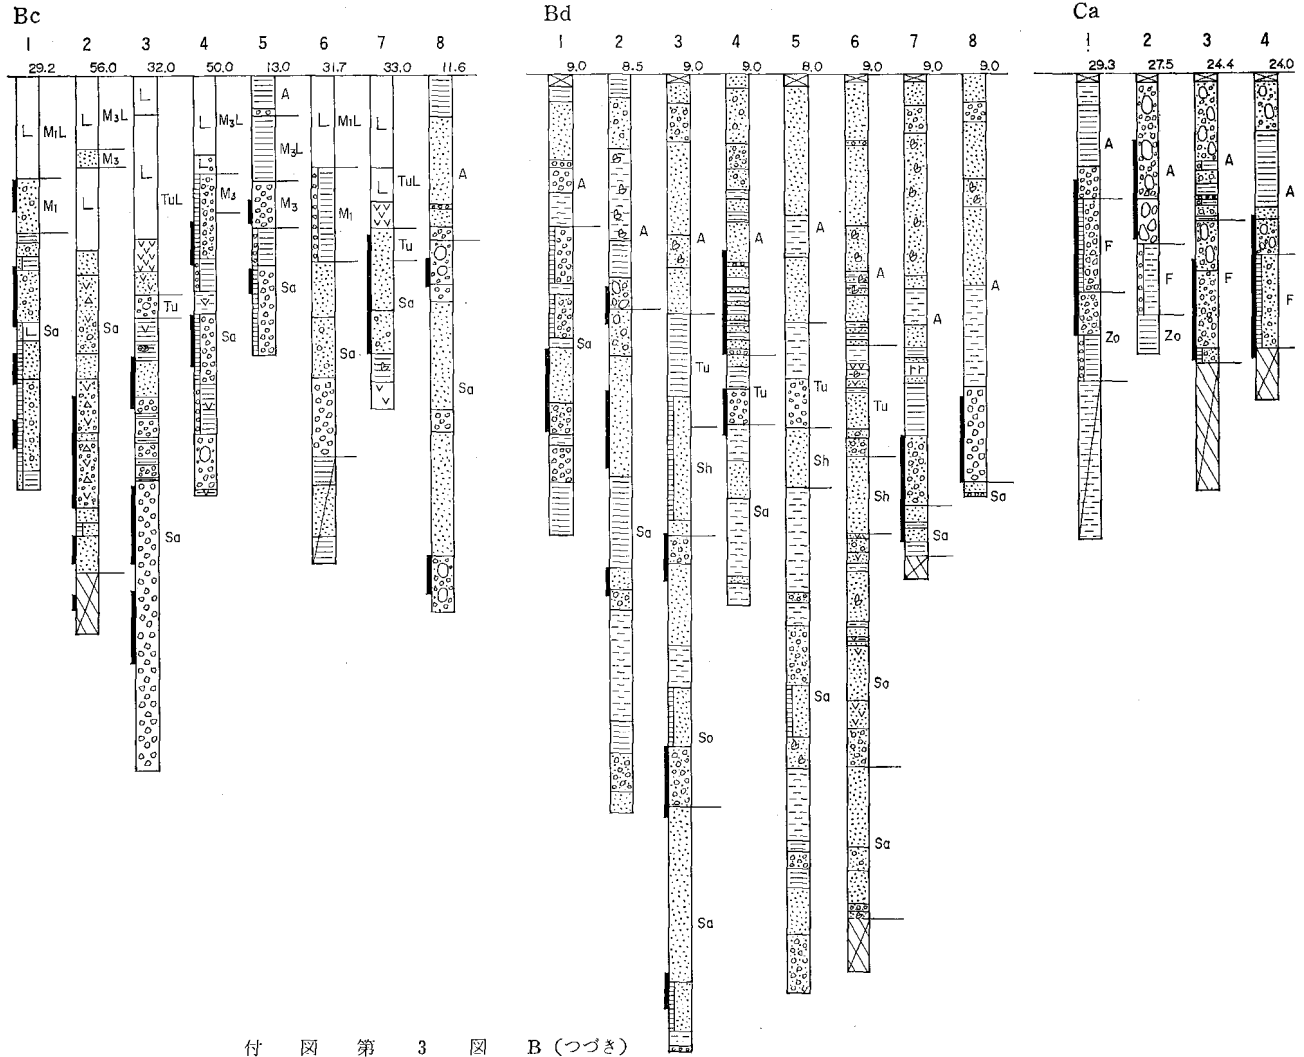 Bc
1 2 3 4 5 6 7 8
29.2 56.0 32.0 50.0 13.0 31.7 33.0 11.6
L M₁L M₁ L Sa
L M₃L M₃ L Sa
L L TuL Tu Sa
L M₃L L M₃ Sa
A M₃L M₃ Sa
L M₁L M₁ Sa
L L TuL Tu Sa
A Sa
Bd
1 2 3 4 5 6 7 8
9.0 8.5 9.0 9.0 8.0 9.0 9.0 9.0
A Sa
A Sa
A Tu Sh So Sa
A Tu Sa
A Tu Sh Sa
A Tu Sh Sa Sa
A Sa
A Sa
Ca
1 2 3 4
29.3 27.5 24.4 24.0
A F Zo
A F Zo
A F
A F
付図第3図 B(つづき)